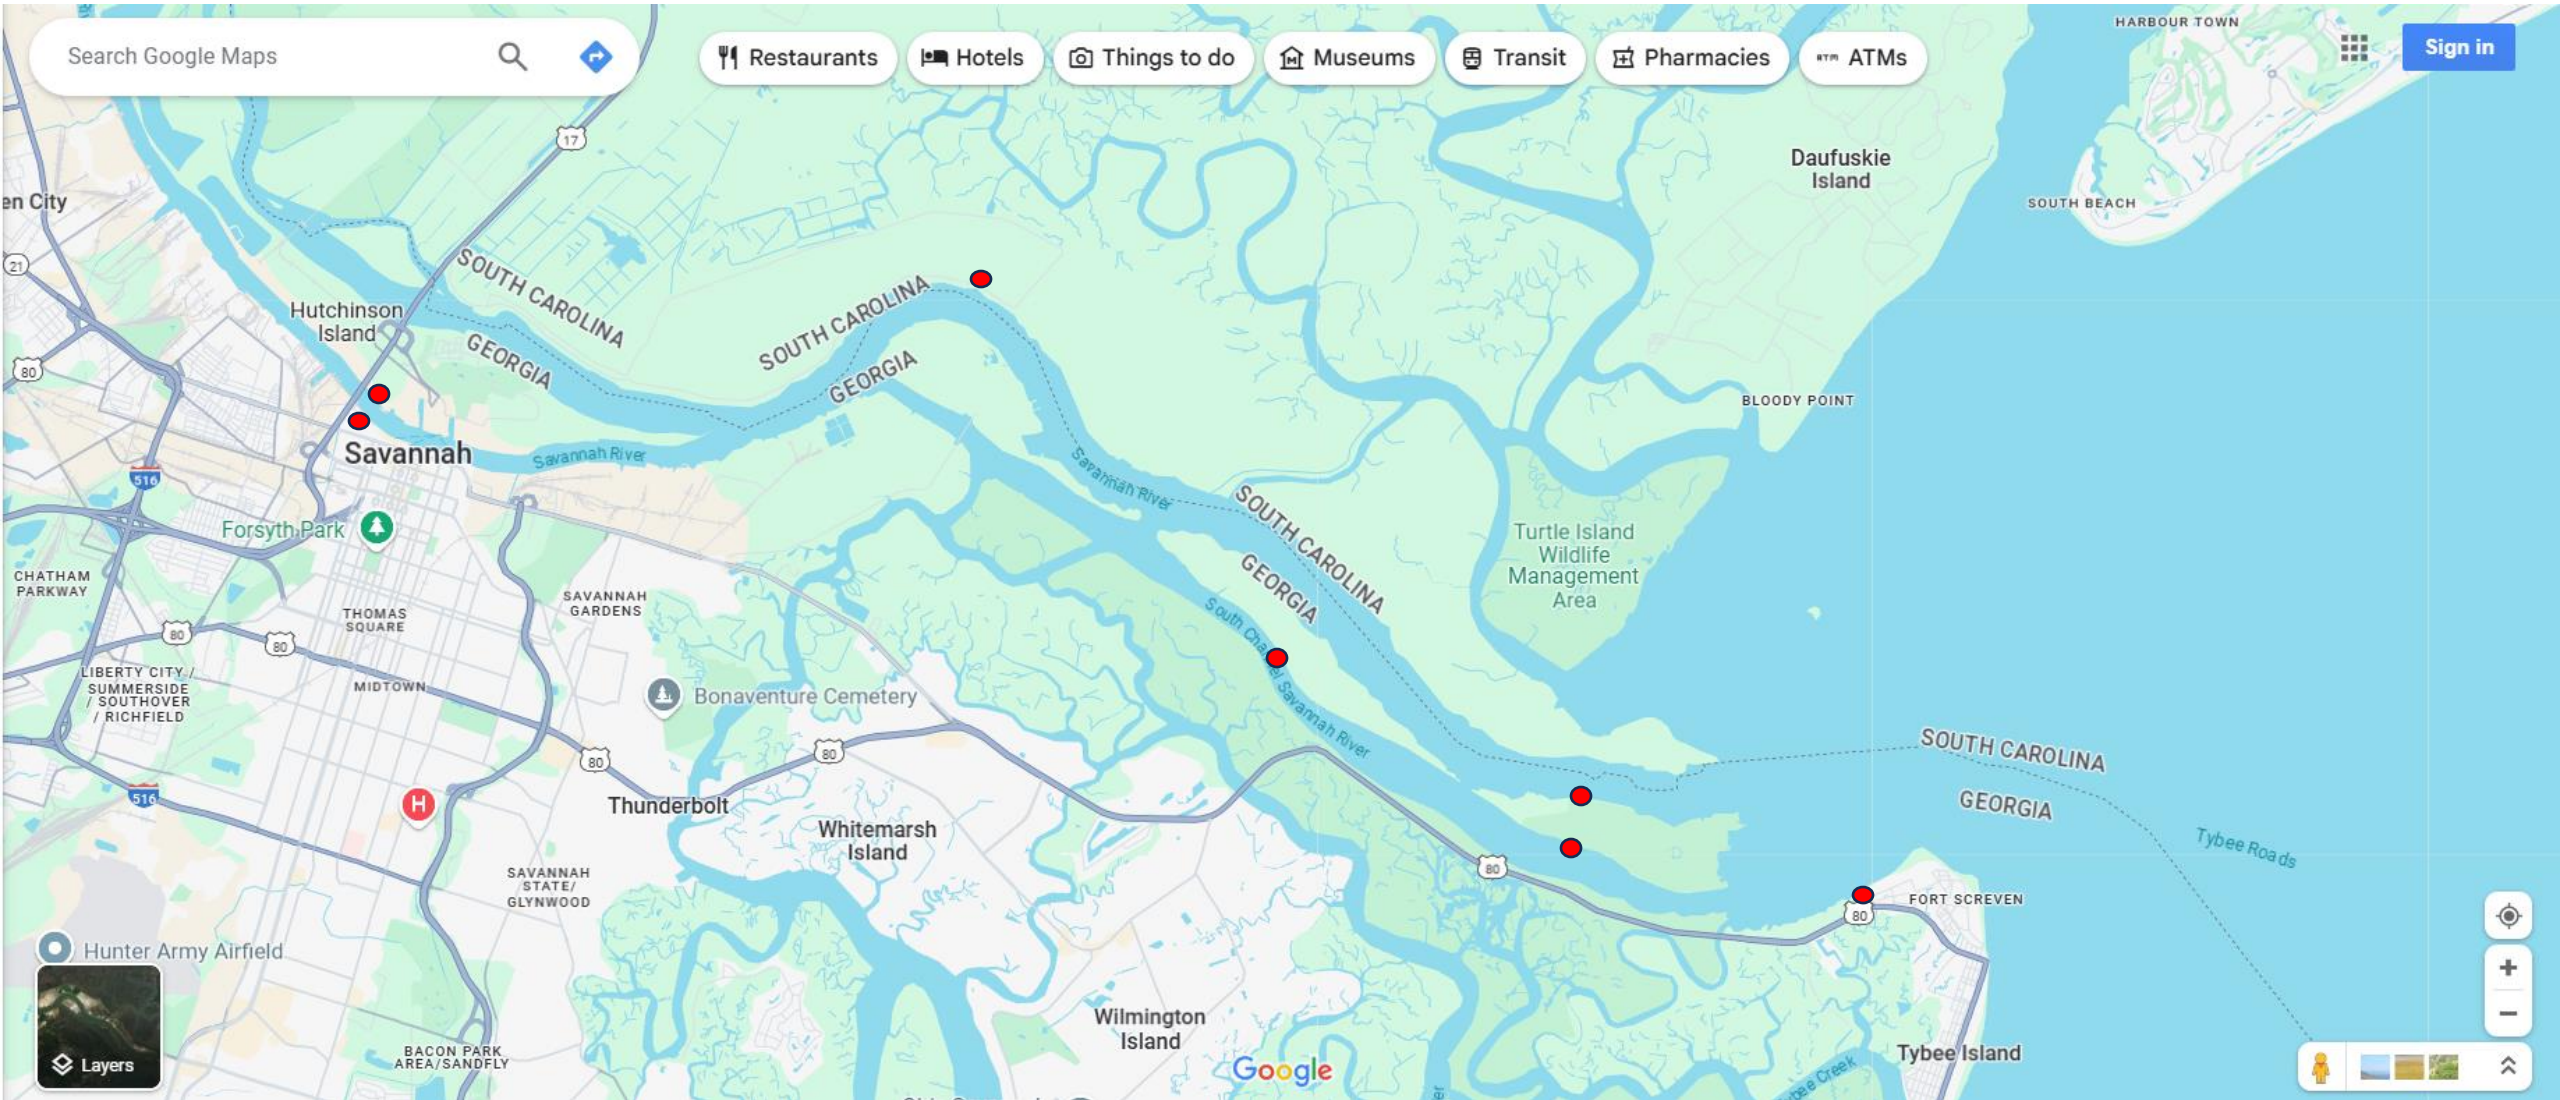 Search Google Maps
Restaurants
Hotels
Things to do
Museums
Transit
Pharmacies
ATM
ATMs
Sign in
HARBOUR TOWN
17
Daufuskie
Island
en City
SOUTH BEACH
21
SOUTH CAROLINA
GEORGIA
Hutchinson
Island
SOUTH CAROLINA
GEORGIA
80
BLOODY POINT
Savannah
Savannah River
Savannah River
516
SOUTH CAROLINA
GEORGIA
Forsyth Park
Turtle Island
Wildlife
Management
Area
CHATHAM
PARKWAY
SAVANNAH
GARDENS
THOMAS
SQUARE
80
80
South Channel Savannah River
LIBERTY CITY /
SUMMERSIDE
/ SOUTHOVER
/ RICHFIELD
MIDTOWN
Bonaventure Cemetery
80
80
SOUTH CAROLINA
GEORGIA
516
H
Thunderbolt
Whitemarsh
Island
Tybee Roads
80
SAVANNAH
STATE/
GLYNWOOD
FORT SCREVEN
80
Hunter Army Airfield
Wilmington
Island
BACON PARK
AREA/SANDFLY
Layers
Google
Tybee Island